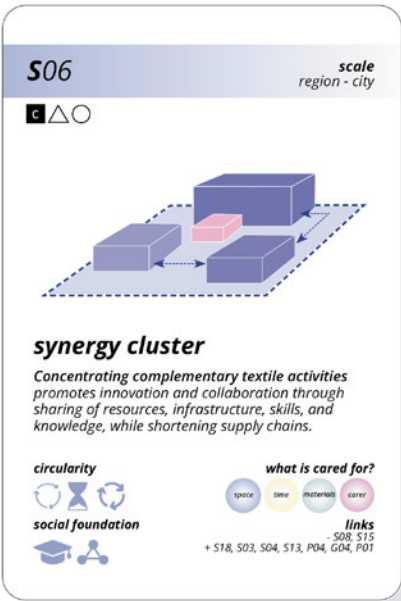 S06
scale
region - city
C
synergy cluster
Concentrating complementary textile activities
promotes innovation and collaboration through
sharing of resources, infrastructure, skills, and
knowledge, while shortening supply chains.
circularity
what is cared for?
space time materials carer
social foundation
links
- S08, S15
+ S18, S03, S04, S13, P04, G04, P01